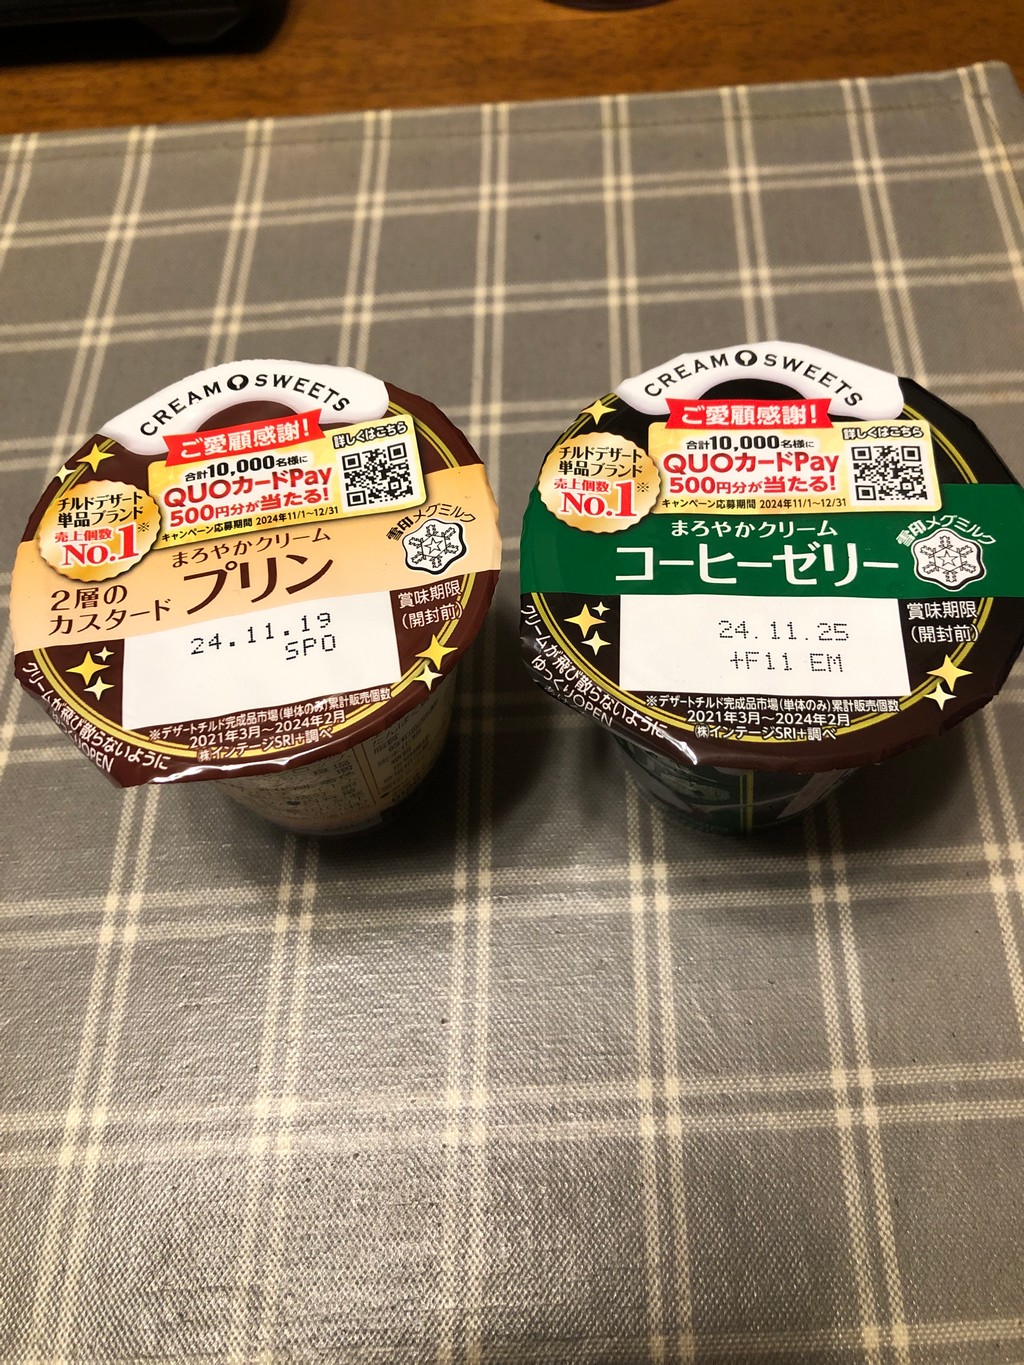 CREAM SWEETS
ご愛顧感謝！
詳しくはこちら
合計10,000名様に
QUOカードPay
500円分が当たる！
キャンペーン応募期間 2024年11/1～12/31
チルドデザート
単品ブランド
売上個数
No.1※
まろやかクリーム
プリン
2層の
カスタード
雪印メグミルク
賞味期限
(開封前)
24.11.19
SPO
※デザートチルド完成品市場(単体のみ)累計販売個数
2021年3月～2024年2月
㈱インテージSRI+調べ
クリームが飛び散らないように
OPEN
CREAM SWEETS
ご愛顧感謝！
詳しくはこちら
合計10,000名様に
QUOカードPay
500円分が当たる！
キャンペーン応募期間 2024年11/1～12/31
チルドデザート
単品ブランド
売上個数
No.1※
まろやかクリーム
コーヒーゼリー
雪印メグミルク
賞味期限
(開封前)
24.11.25
+F11 EM
※デザートチルド完成品市場(単体のみ)累計販売個数
2021年3月～2024年2月
㈱インテージSRI+調べ
クリームが飛び散らないように
ゆっくり
OPEN